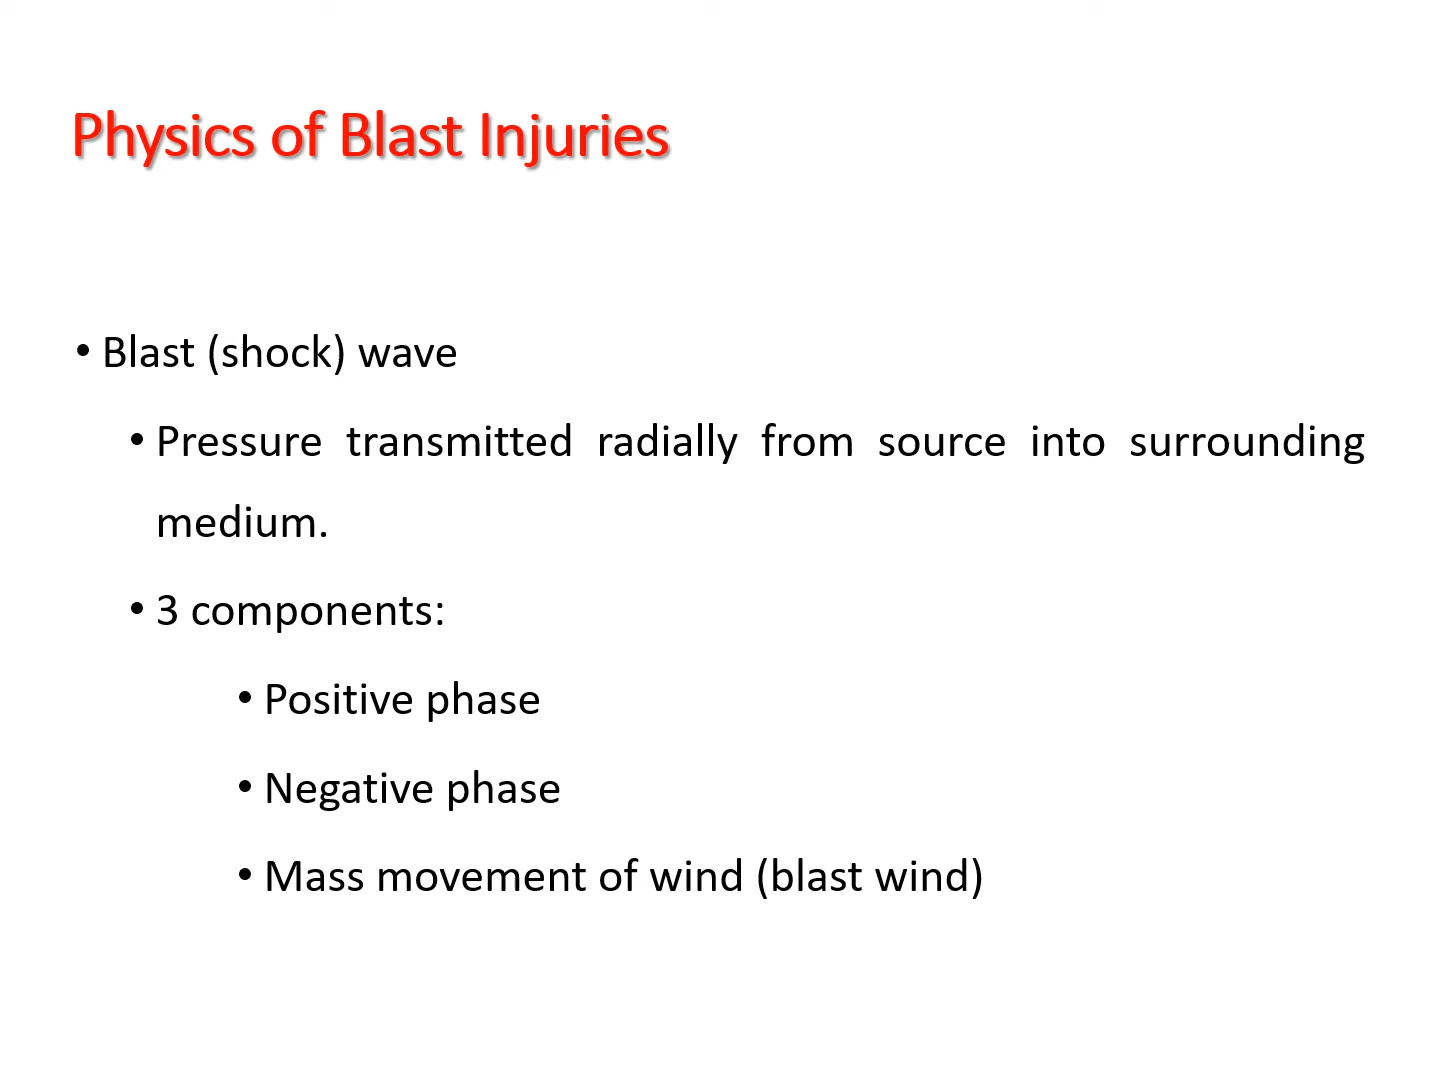 Physics of Blast Injuries
• Blast (shock) wave
• Pressure transmitted radially from source into surrounding
medium.
• 3 components:
• Positive phase
• Negative phase
• Mass movement of wind (blast wind)